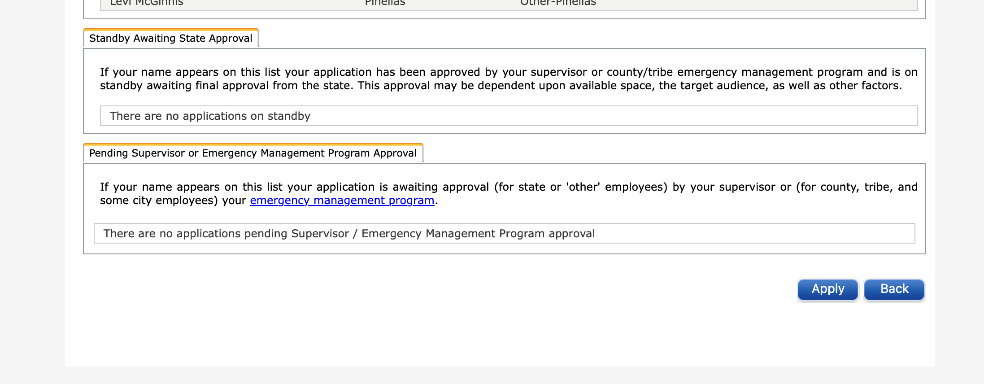 Levi McGinnis Pinellas Other-Pinellas
Standby Awaiting State Approval
If your name appears on this list your application has been approved by your supervisor or county/tribe emergency management program and is on
standby awaiting final approval from the state. This approval may be dependent upon available space, the target audience, as well as other factors.
There are no applications on standby
Pending Supervisor or Emergency Management Program Approval
If your name appears on this list your application is awaiting approval (for state or 'other' employees) by your supervisor or (for county, tribe, and
some city employees) your emergency management program.
There are no applications pending Supervisor / Emergency Management Program approval
Apply Back